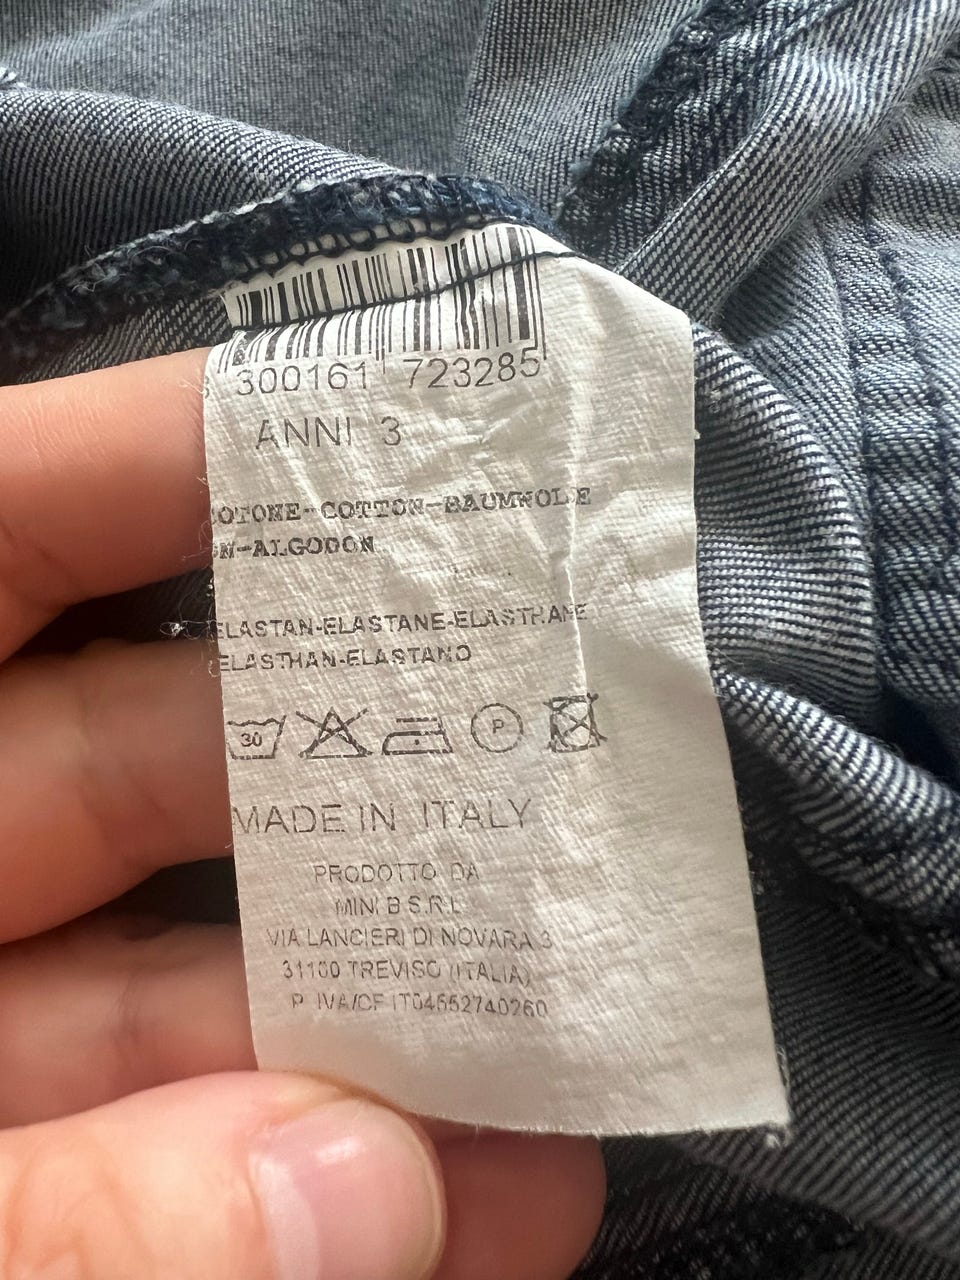 300161 723285
ANNI 3
OTONE-COTTON-BAUMWOLLE
N-ALGODON
ELASTAN-ELASTANE-ELASTHANE
ELASTHAN-ELASTANO
30 P
MADE IN ITALY
PRODOTTO DA
MINI B S.R.L.
VIA LANCIERI DI NOVARA 3
31100 TREVISO (ITALIA)
P. IVA/CF IT04652740260